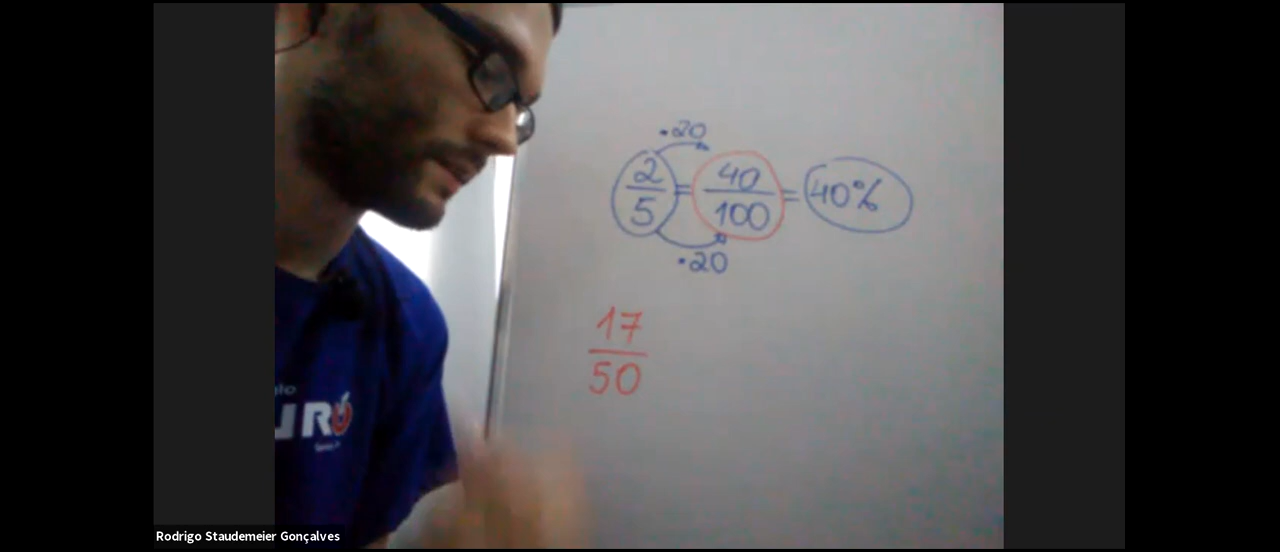 ·20
2/5 = 40/100 = 40%
·20
17/50
Rodrigo Staudemeier Gonçalves